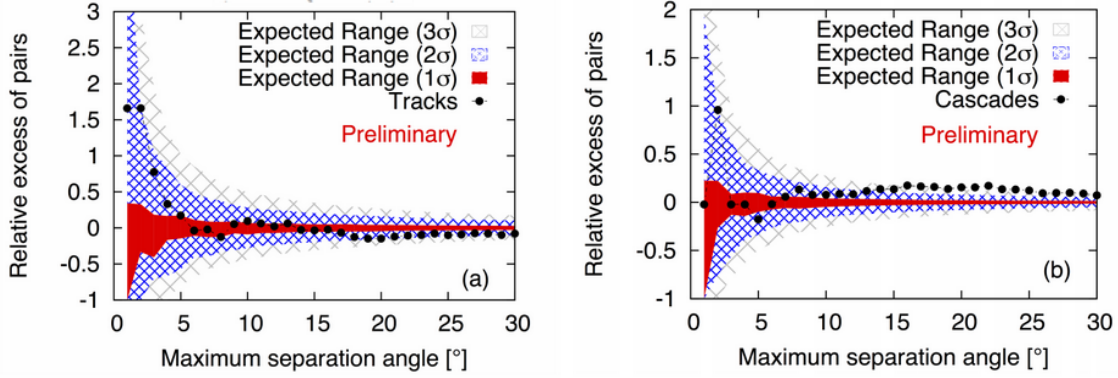 3
2.5
2
1.5
1
0.5
0
-0.5
-1
Relative excess of pairs
Expected Range (3σ)
Expected Range (2σ)
Expected Range (1σ)
Tracks
Preliminary
(a)
0 5 10 15 20 25 30
Maximum separation angle [°]
2
1.5
1
0.5
0
-0.5
-1
Relative excess of pairs
Expected Range (3σ)
Expected Range (2σ)
Expected Range (1σ)
Cascades
Preliminary
(b)
0 5 10 15 20 25 30
Maximum separation angle [°]